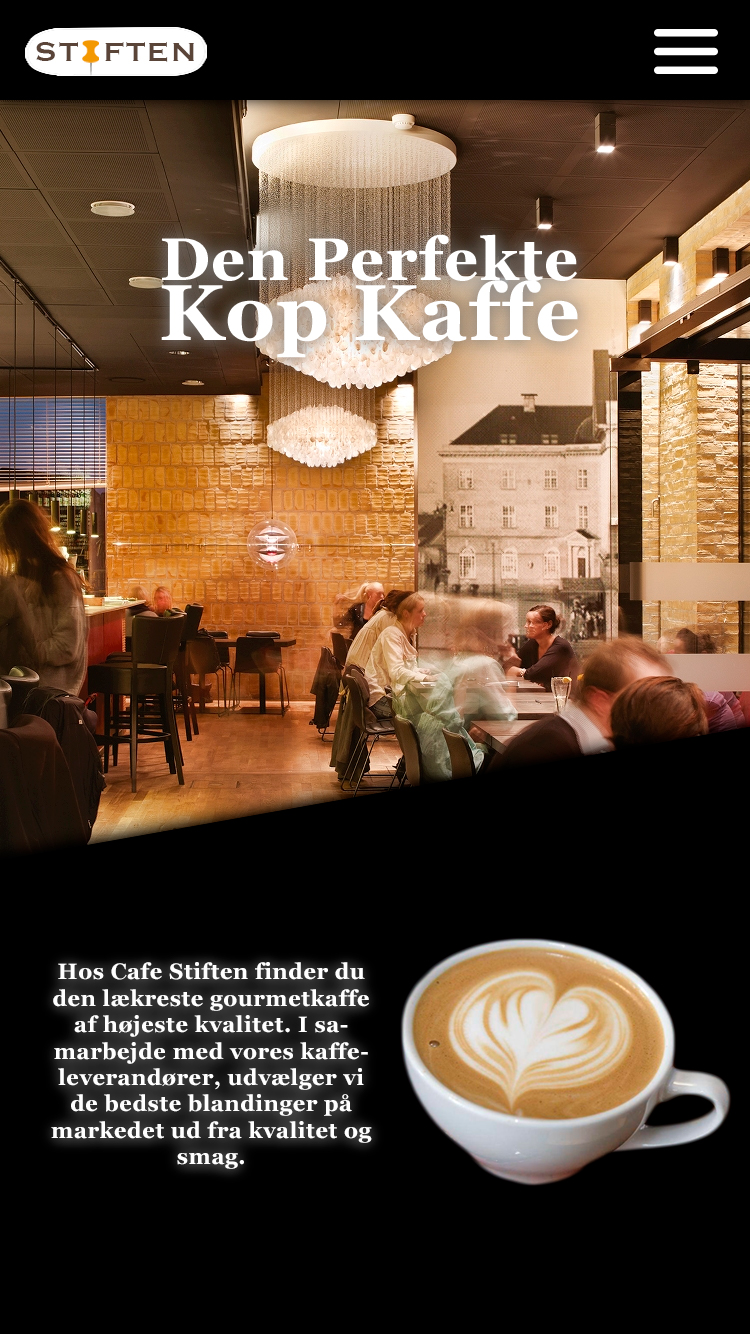 STIFTEN
Den Perfekte
Kop Kaffe
Hos Cafe Stiften finder du
den lækreste gourmetkaffe
af højeste kvalitet. I sa-
marbejde med vores kaffe-
leverandører, udvælger vi
de bedste blandinger på
markedet ud fra kvalitet og
smag.